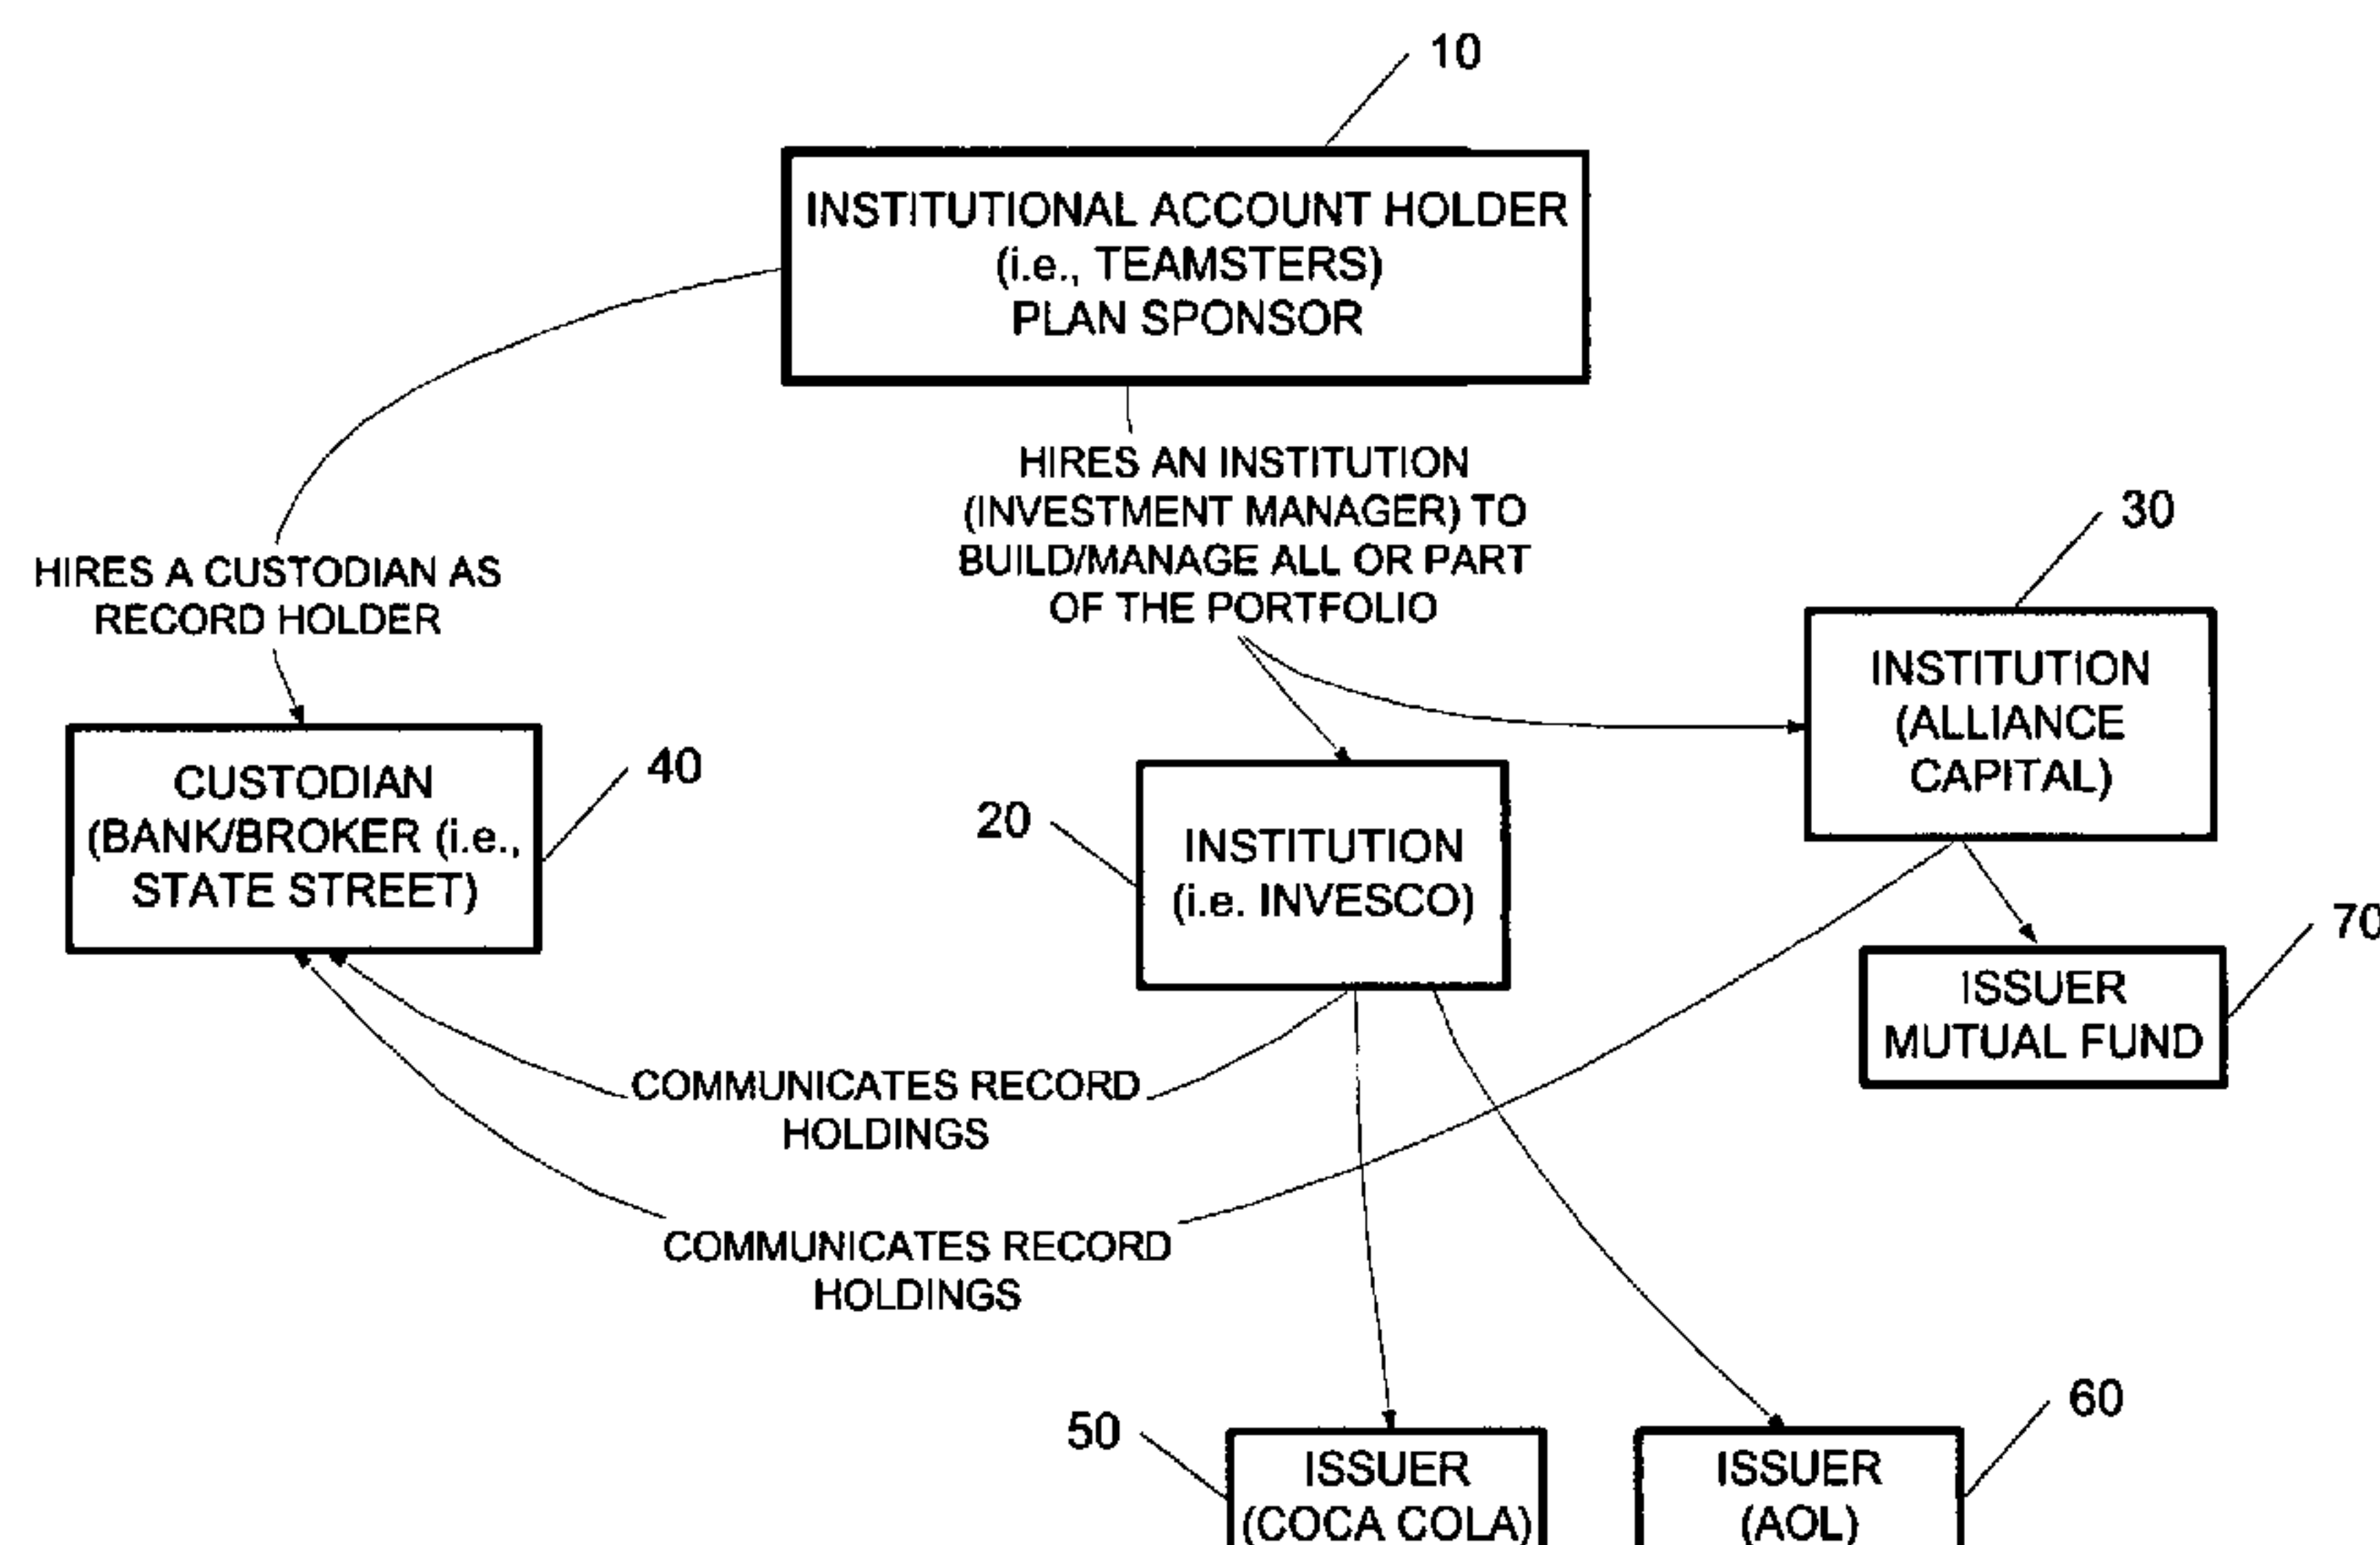 10
INSTITUTIONAL ACCOUNT HOLDER
(i.e., TEAMSTERS)
PLAN SPONSOR
HIRES AN INSTITUTION
(INVESTMENT MANAGER) TO
BUILD/MANAGE ALL OR PART
OF THE PORTFOLIO
HIRES A CUSTODIAN AS
RECORD HOLDER
30
INSTITUTION
(ALLIANCE
CAPITAL)
CUSTODIAN
(BANK/BROKER (i.e.,
STATE STREET)
40
20
INSTITUTION
(i.e. INVESCO)
70
ISSUER
MUTUAL FUND
COMMUNICATES RECORD
HOLDINGS
COMMUNICATES RECORD
HOLDINGS
50
ISSUER
(COCA COLA)
60
ISSUER
(AOL)